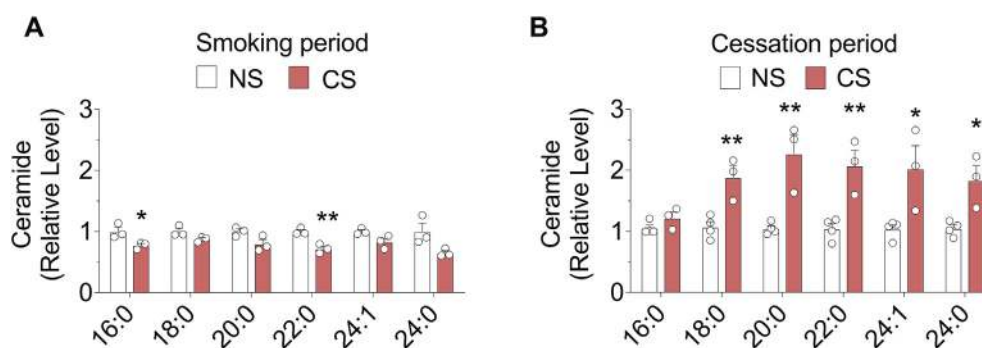 A
Smoking period
NS CS
Ceramide
(Relative Level)
3
2
1
0
* **
16:0 18:0 20:0 22:0 24:1 24:0
B
Cessation period
NS CS
Ceramide
(Relative Level)
3
2
1
0
** ** ** * *
16:0 18:0 20:0 22:0 24:1 24:0